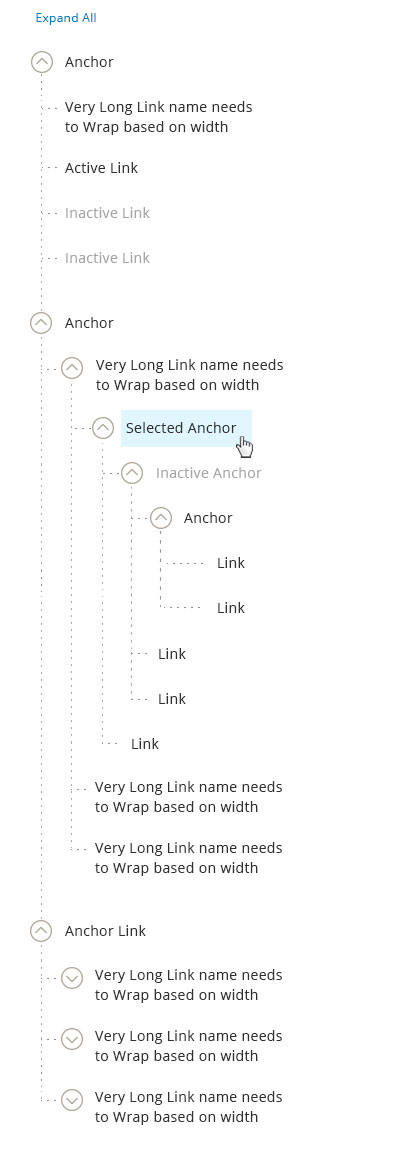 Expand All
Anchor
Very Long Link name needs
to Wrap based on width
Active Link
Inactive Link
Inactive Link
Anchor
Very Long Link name needs
to Wrap based on width
Selected Anchor
Inactive Anchor
Anchor
Link
Link
Link
Link
Link
Very Long Link name needs
to Wrap based on width
Very Long Link name needs
to Wrap based on width
Anchor Link
Very Long Link name needs
to Wrap based on width
Very Long Link name needs
to Wrap based on width
Very Long Link name needs
to Wrap based on width